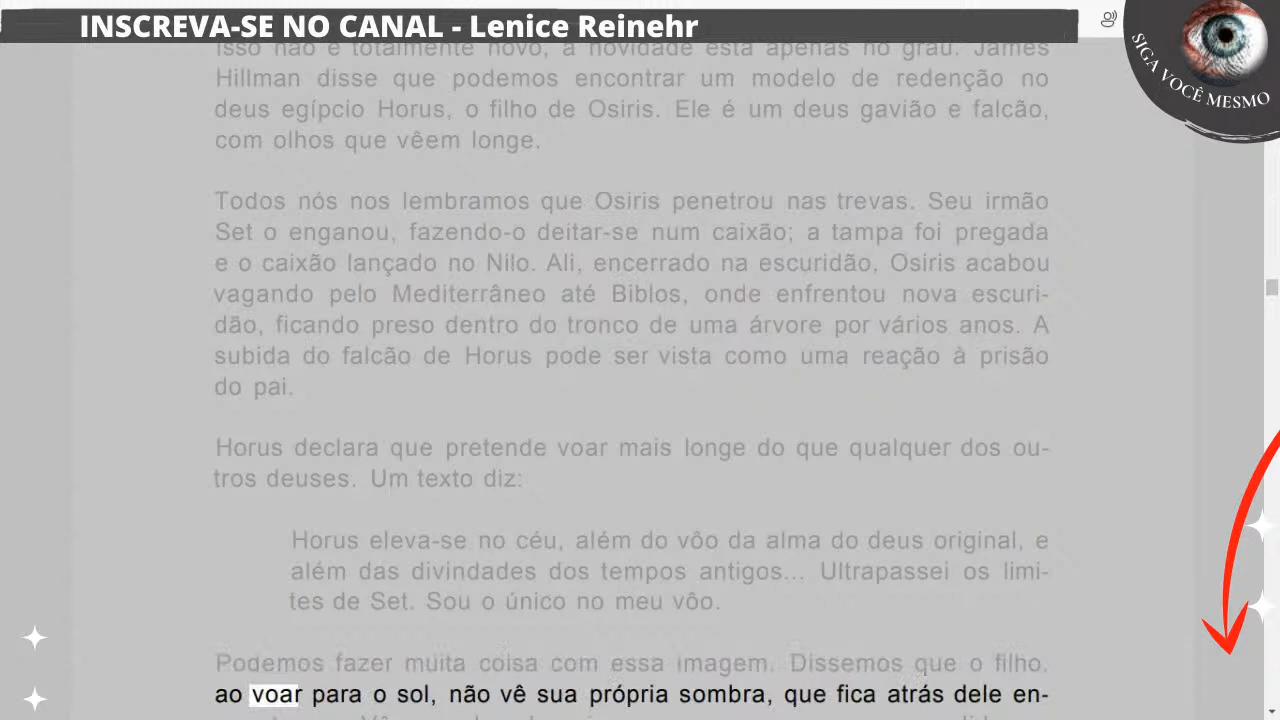 INSCREVA-SE NO CANAL - Lenice Reinehr
SIGA VOCÊ MESMO
Isso não é totalmente novo, a novidade está apenas no grau. James
Hillman disse que podemos encontrar um modelo de redenção no
deus egípcio Horus, o filho de Osiris. Ele é um deus gavião e falcão,
com olhos que vêem longe.
Todos nós nos lembramos que Osiris penetrou nas trevas. Seu irmão
Set o enganou, fazendo-o deitar-se num caixão; a tampa foi pregada
e o caixão lançado no Nilo. Ali, encerrado na escuridão, Osiris acabou
vagando pelo Mediterrâneo até Biblos, onde enfrentou nova escuri-
dão, ficando preso dentro do tronco de uma árvore por vários anos. A
subida do falcão de Horus pode ser vista como uma reação à prisão
do pai.
Horus declara que pretende voar mais longe do que qualquer dos ou-
tros deuses. Um texto diz:
Horus eleva-se no céu, além do vôo da alma do deus original, e
além das divindades dos tempos antigos... Ultrapassei os limi-
tes de Set. Sou o único no meu vôo.
Podemos fazer muita coisa com essa imagem. Dissemos que o filho.
ao voar para o sol, não vê sua própria sombra, que fica atrás dele en-